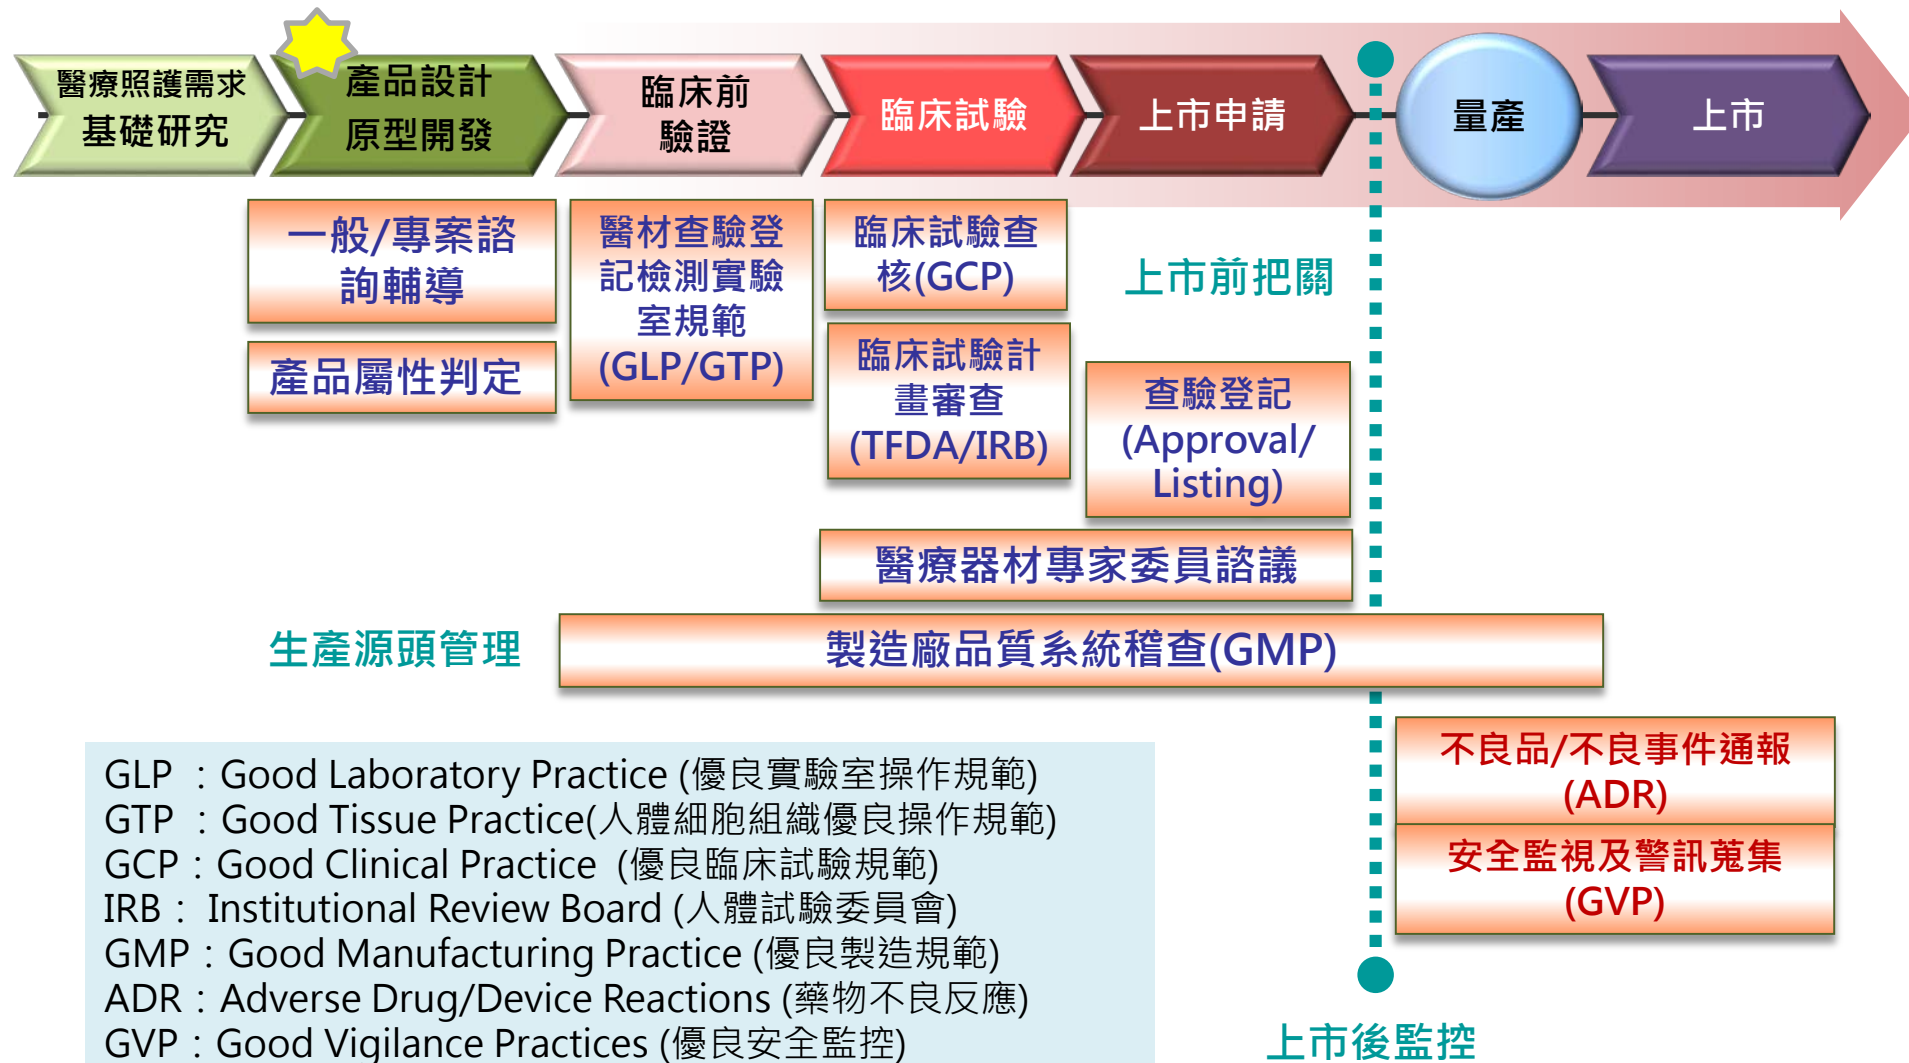 醫療照護需求
基礎研究
產品設計
原型開發
臨床前
驗證
臨床試驗
上市申請
量產
上市
一般/專案諮
詢輔導
產品屬性判定
醫材查驗登
記檢測實驗
室規範
(GLP/GTP)
臨床試驗查
核(GCP)
臨床試驗計
畫審查
(TFDA/IRB)
上市前把關
查驗登記
(Approval/
Listing)
醫療器材專家委員諮議
生產源頭管理
製造廠品質系統稽查(GMP)
不良品/不良事件通報
(ADR)
安全監視及警訊蒐集
(GVP)
GLP ：Good Laboratory Practice (優良實驗室操作規範)
GTP ：Good Tissue Practice(人體細胞組織優良操作規範)
GCP：Good Clinical Practice (優良臨床試驗規範)
IRB： Institutional Review Board (人體試驗委員會)
GMP：Good Manufacturing Practice (優良製造規範)
ADR：Adverse Drug/Device Reactions (藥物不良反應)
GVP：Good Vigilance Practices (優良安全監控)
上市後監控